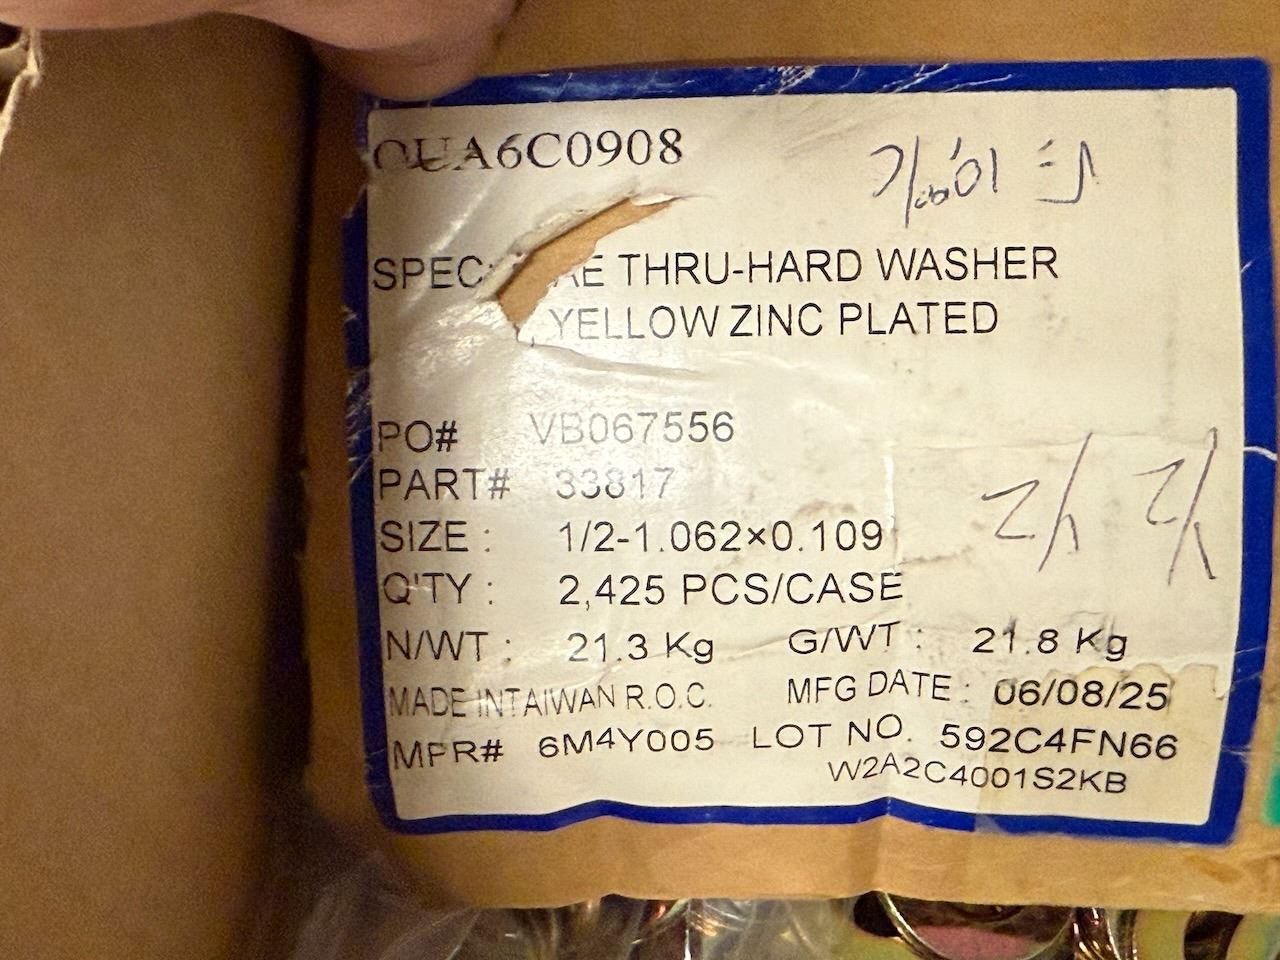 QUA6C0908
SPEC: AE THRU-HARD WASHER
YELLOW ZINC PLATED
PO# VB067556
PART# 33817
SIZE : 1/2-1.062×0.109
Q'TY : 2,425 PCS/CASE
N/WT : 21.3 Kg G/WT : 21.8 Kg
MADE IN TAIWAN R.O.C. MFG DATE : 06/08/25
MFR# 6M4Y005 LOT NO. 592C4FN66
W2A2C4001S2KB